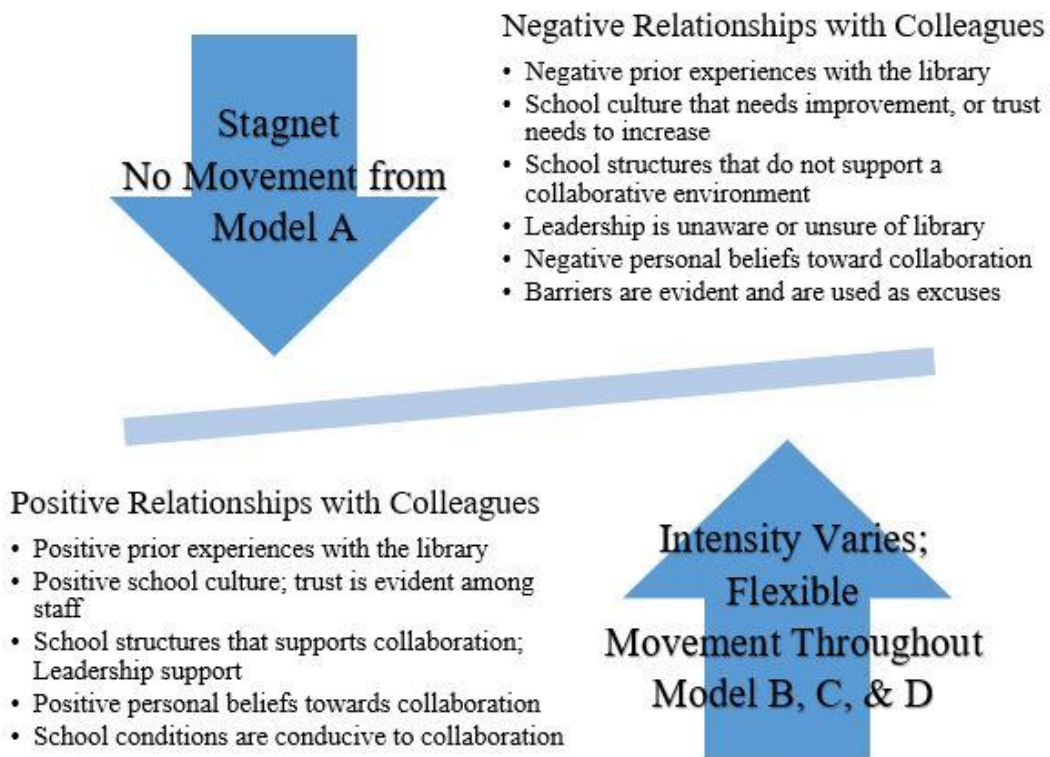 Stagnet
No Movement from
Model A
Negative Relationships with Colleagues
• Negative prior experiences with the library
• School culture that needs improvement, or trust
needs to increase
• School structures that do not support a
collaborative environment
• Leadership is unaware or unsure of library
• Negative personal beliefs toward collaboration
• Barriers are evident and are used as excuses
Positive Relationships with Colleagues
• Positive prior experiences with the library
• Positive school culture; trust is evident among
staff
• School structures that supports collaboration;
Leadership support
• Positive personal beliefs towards collaboration
• School conditions are conducive to collaboration
Intensity Varies;
Flexible
Movement Throughout
Model B, C, & D